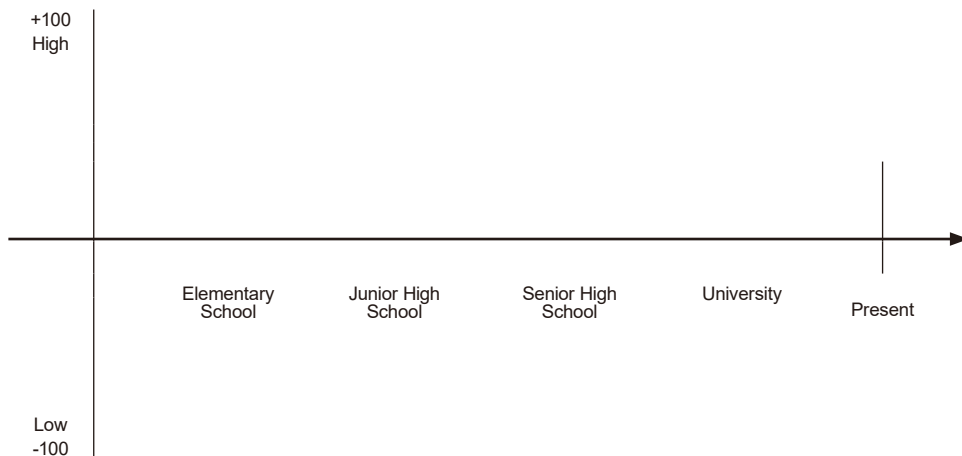 +100
High
Elementary
School
Junior High
School
Senior High
School
University
Present
Low
-100